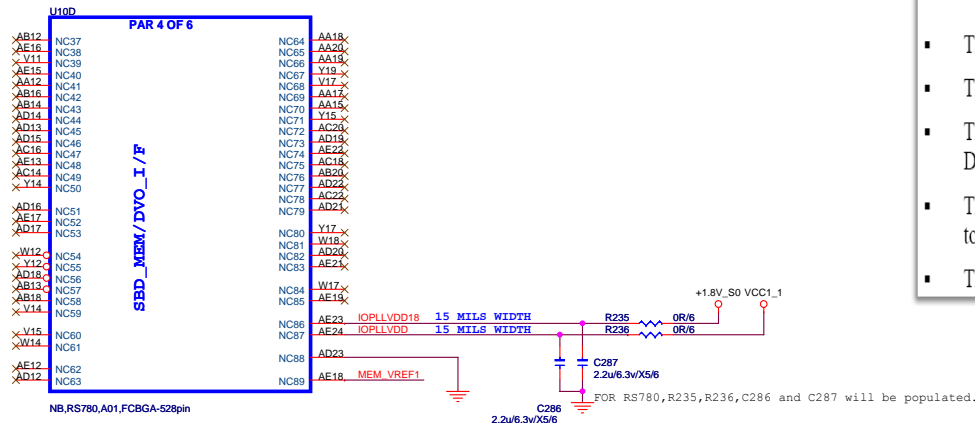 U10D
PAR 4 OF 6
AB12 NC37 NC64 AA18
AE16 NC38 NC65 AA20
V11 NC39 NC66 AA19
AE15 NC40 NC67 Y19
AA12 NC41 NC68 V17
AB16 NC42 NC69 AA17
AB14 NC43 NC70 AA15
AD14 NC44 NC71 Y15
AD13 NC45 NC72 AC20
AD15 NC46 NC73 AD19
AC16 NC47 NC74 AE22
AE13 NC48 NC75 AC18
AC14 NC49 NC76 AB20
Y14 NC50 NC77 AD22
NC78 AC22
AD16 NC51 NC79 AD21
AE17 NC52
AD17 NC53 NC80 Y17
NC81 W18
W12 NC54 NC82 AD20
Y12 NC55 NC83 AE21
AD18 NC56
AB13 NC57 NC84 W17
AB18 NC58 NC85 AE19
V14 NC59
SBD_MEM/DVO_I/F
+1.8V_S0 VCC1_1
NC86 AE23 IOPLLVDD18 15 MILS WIDTH R235 0R/6
V15 NC60 NC87 AE24 IOPLLVDD 15 MILS WIDTH R236 0R/6
W14 NC61
NC88 AD23
AE12 NC62
AD12 NC63 NC89 AE18 MEM_VREF1
C287
2.2u/6.3v/X5/6
NB,RS780,A01,FCBGA-528pin
C286
2.2u/6.3v/X5/6
FOR RS780,R235,R236,C286 and C287 will be populated.